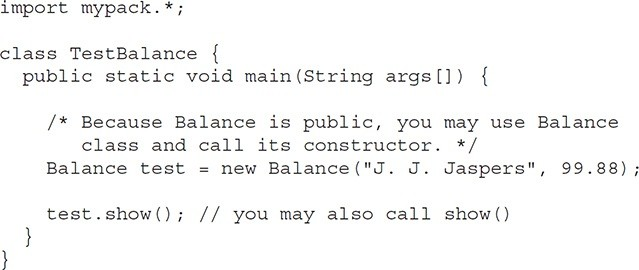 import mypack.*;
class TestBalance {
public static void main(String args[]) {
/* Because Balance is public, you may use Balance
class and call its constructor. */
Balance test = new Balance("J. J. Jaspers", 99.88);
test.show(); // you may also call show()
}
}